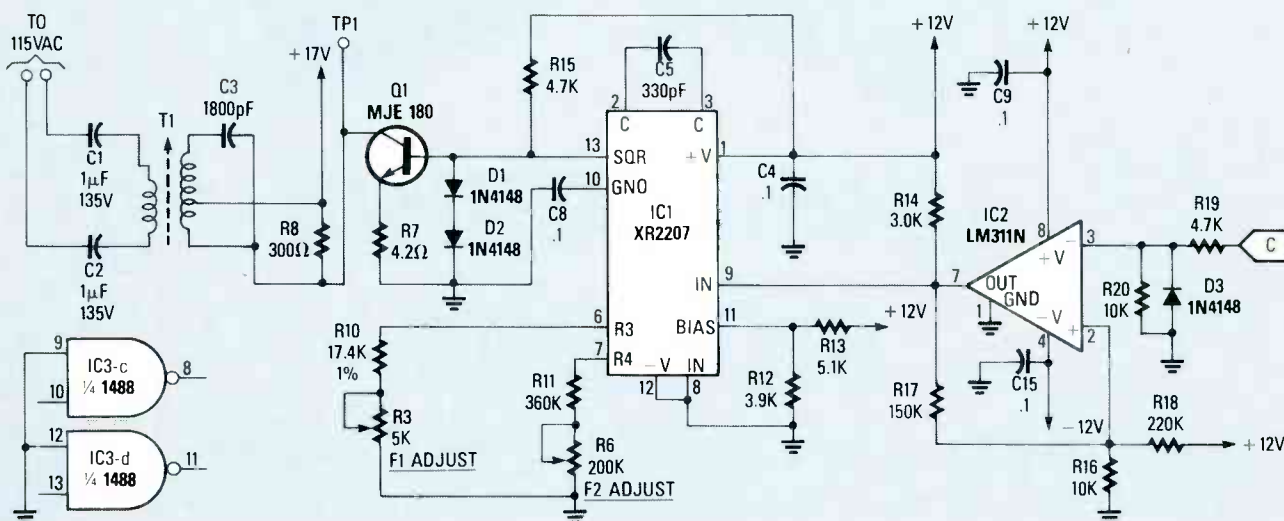 TO
115VAC
C1
1µF
135V
C2
1µF
135V
T1
C3
1800pF
+17V
R8
300Ω
TP1
Q1
MJE 180
R7
4.2Ω
D1
1N4148
D2
1N4148
C8
.1
R15
4.7K
C5
330pF
2
3
C
C
13
SQR
+V
1
10
GNO
IC1
XR2207
IN
9
BIAS
11
6
R3
7
R4
-V
IN
12
8
C4
.1
R10
17.4K
1%
R3
5K
F1 ADJUST
R11
360K
R6
200K
F2 ADJUST
R12
3.9K
R13
5.1K
+12V
+12V
R14
3.0K
R17
150K
+12V
C9
.1
IC2
LM311N
8
+V
-
3
7
OUT
GND
1
-V
+
2
4
C15
.1
-12V
R20
10K
D3
1N4148
R19
4.7K
C
R18
220K
+12V
R16
10K
9
IC3-c
8
¼ 1488
10
12
IC3-d
11
¼ 1488
13